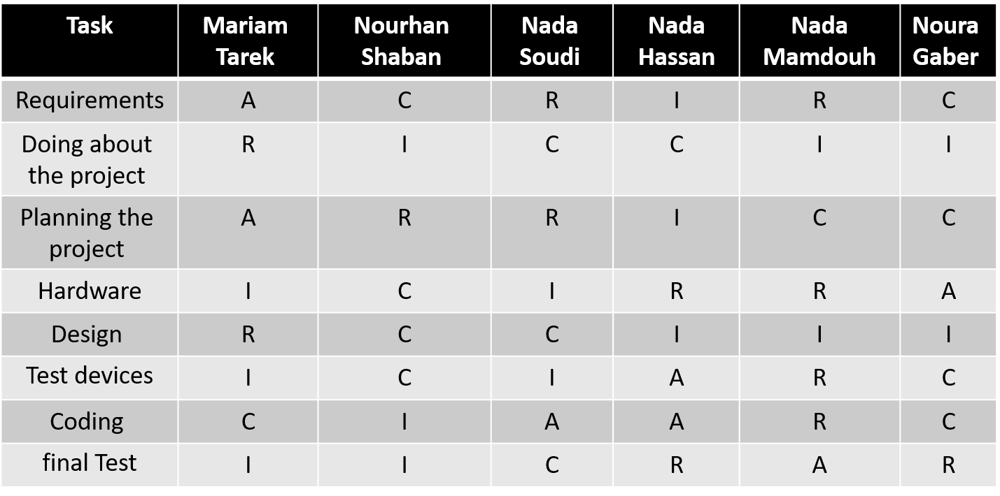 Task Mariam Tarek Nourhan Shaban Nada Soudi Nada Hassan Nada Mamdouh Noura Gaber
Requirements A C R I R C
Doing about the project R I C C I I
Planning the project A R R I C C
Hardware I C I R R A
Design R C C I I I
Test devices I C I A R C
Coding C I A A R C
final Test I I C R A R